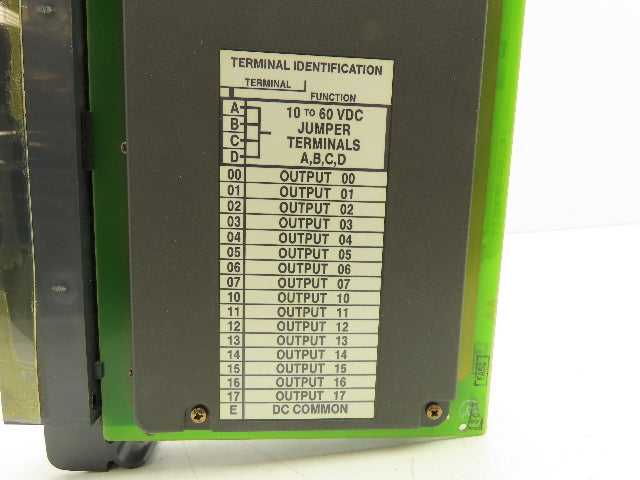 TERMINAL IDENTIFICATION
TERMINAL
FUNCTION
A
B
C
D
10 TO 60 VDC
JUMPER
TERMINALS
A,B,C,D
00 OUTPUT 00
01 OUTPUT 01
02 OUTPUT 02
03 OUTPUT 03
04 OUTPUT 04
05 OUTPUT 05
06 OUTPUT 06
07 OUTPUT 07
10 OUTPUT 10
11 OUTPUT 11
12 OUTPUT 12
13 OUTPUT 13
14 OUTPUT 14
15 OUTPUT 15
16 OUTPUT 16
17 OUTPUT 17
E DC COMMON